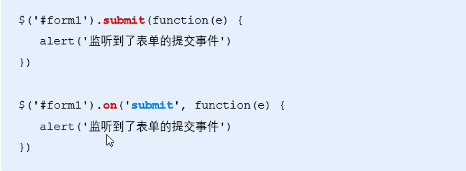 $('#form1').submit(function(e) {
alert('监听到了表单的提交事件')
})
$('#form1').on('submit', function(e) {
alert('监听到了表单的提交事件')
})